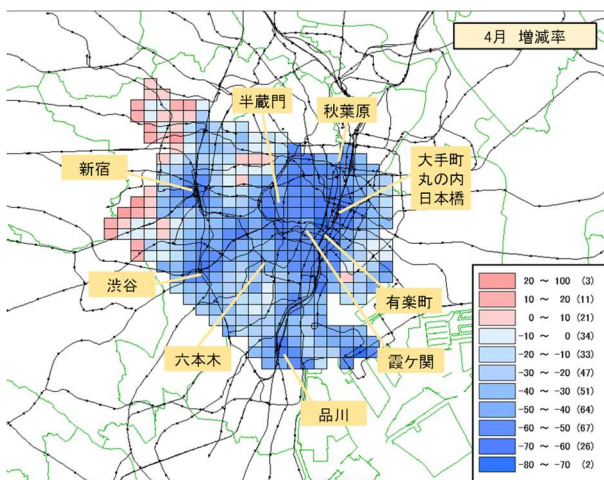 4月 増減率
半蔵門
秋葉原
新宿
大手町
丸の内
日本橋
渋谷
有楽町
六本木
霞ケ関
品川
20 ～ 100 (3)
10 ～ 20 (11)
0 ～ 10 (21)
-10 ～ 0 (34)
-20 ～ -10 (33)
-30 ～ -20 (47)
-40 ～ -30 (51)
-50 ～ -40 (64)
-60 ～ -50 (67)
-70 ～ -60 (26)
-80 ～ -70 (2)